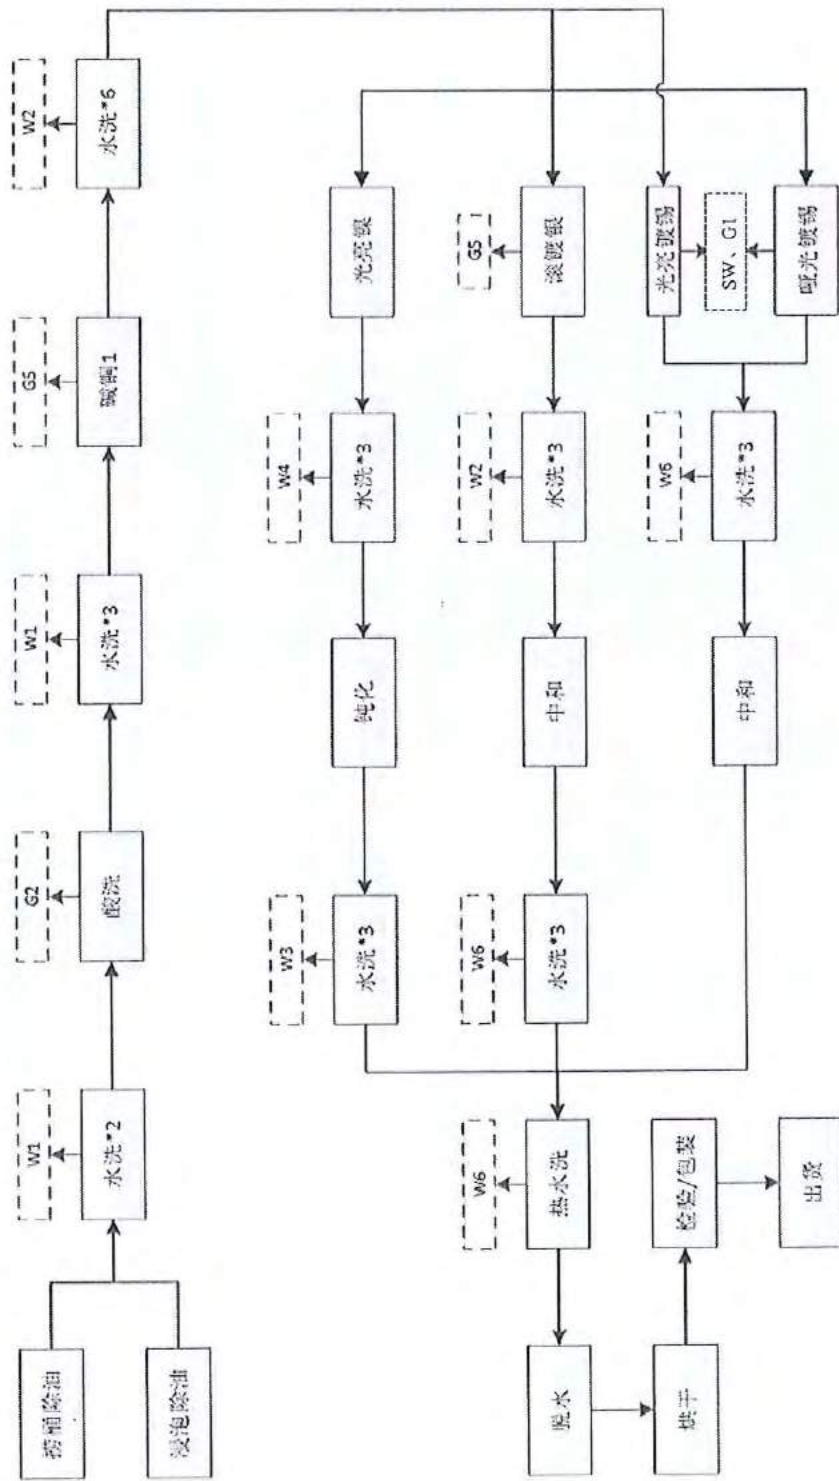 W1
G2
W1
G5
W2
捞桶除油
浸泡除油
水洗*2
酸洗
水洗*3
碱铜1
水洗*6
W3
W4
水洗*3
钝化
水洗*3
光亮镍
W6
W6
W2
G5
热水洗
水洗*3
中和
水洗*3
滚镀银
脱水
W6
光亮镀锡
SW、G1
哑光镀锡
烘干
检验/包装
中和
水洗*3
出货